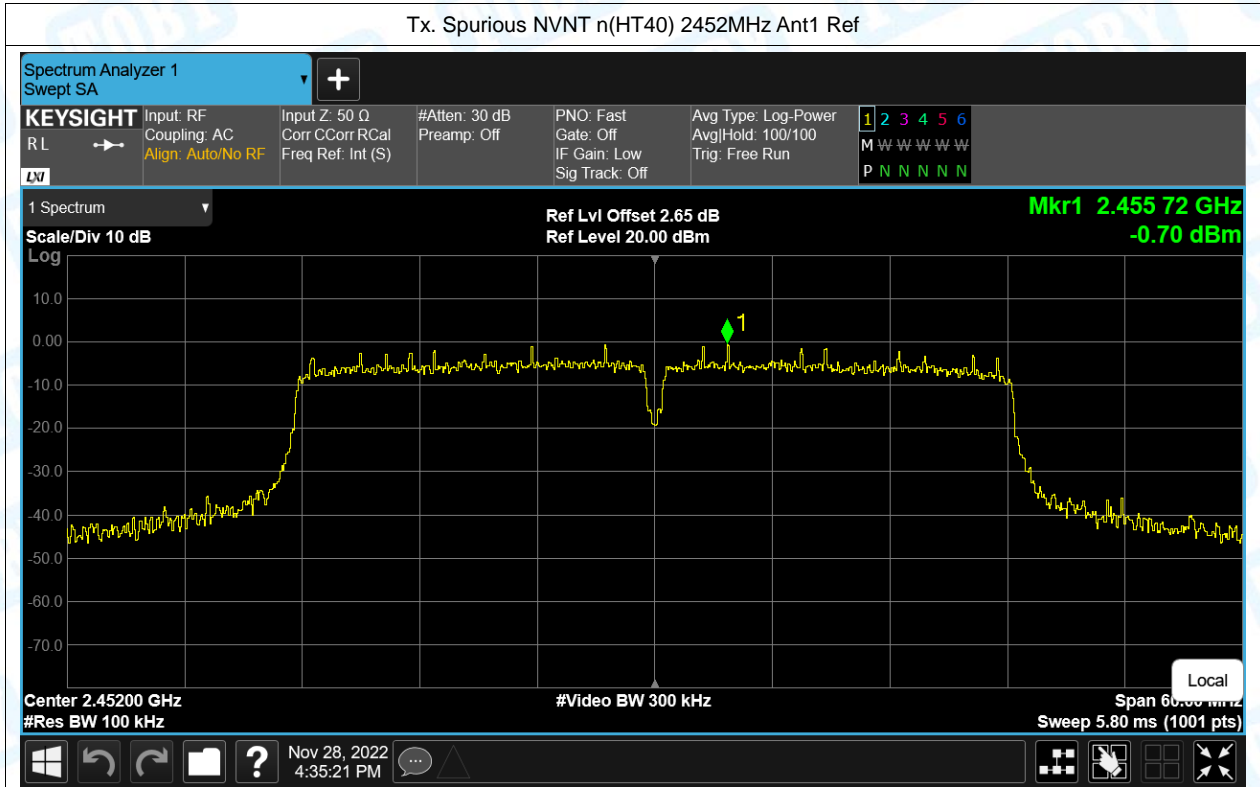 Tx. Spurious NVNT n(HT40) 2452MHz Ant1 Ref
Spectrum Analyzer 1
Swept SA
KEYSIGHT
R L
LXI
Input: RF
Coupling: AC
Align: Auto/No RF
Input Z: 50 Ω
Corr CCorr RCal
Freq Ref: Int (S)
#Atten: 30 dB
Preamp: Off
PNO: Fast
Gate: Off
IF Gain: Low
Sig Track: Off
Avg Type: Log-Power
Avg|Hold: 100/100
Trig: Free Run
1 2 3 4 5 6
M W W W W W
P N N N N N
1 Spectrum
Scale/Div 10 dB
Ref Lvl Offset 2.65 dB
Ref Level 20.00 dBm
Mkr1 2.455 72 GHz
-0.70 dBm
Log
10.0
0.00
-10.0
-20.0
-30.0
-40.0
-50.0
-60.0
-70.0
1
Center 2.45200 GHz
#Res BW 100 kHz
#Video BW 300 kHz
Local
Span 60.00 MHz
Sweep 5.80 ms (1001 pts)
?
Nov 28, 2022
4:35:21 PM